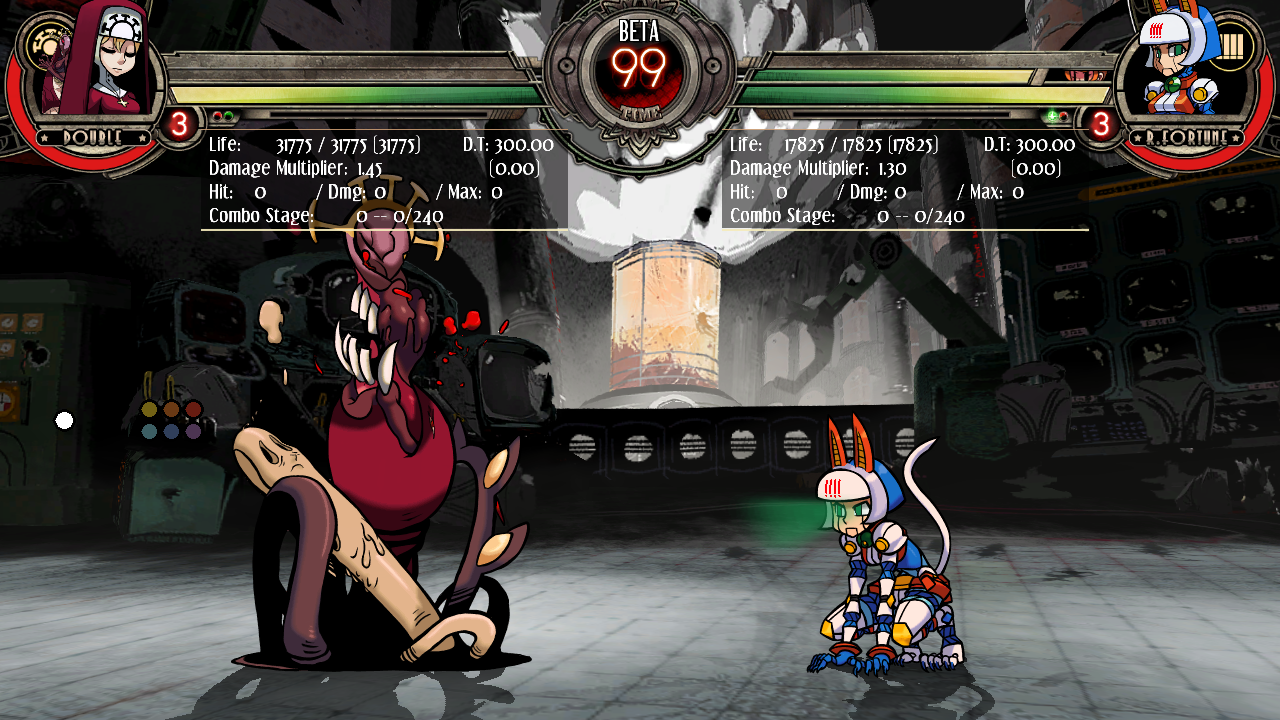 BETA
99
TIME
DOUBLE
3
3
R.FORTUNE
Life: 31775 / 31775 (31775) D.T: 300.00
Damage Multiplier: 1.45 (0.00)
Hit: 0 / Dmg: 0 / Max: 0
Combo Stage: 0 -- 0/240
Life: 17825 / 17825 (17825) D.T: 300.00
Damage Multiplier: 1.30 (0.00)
Hit: 0 / Dmg: 0 / Max: 0
Combo Stage: 0 -- 0/240